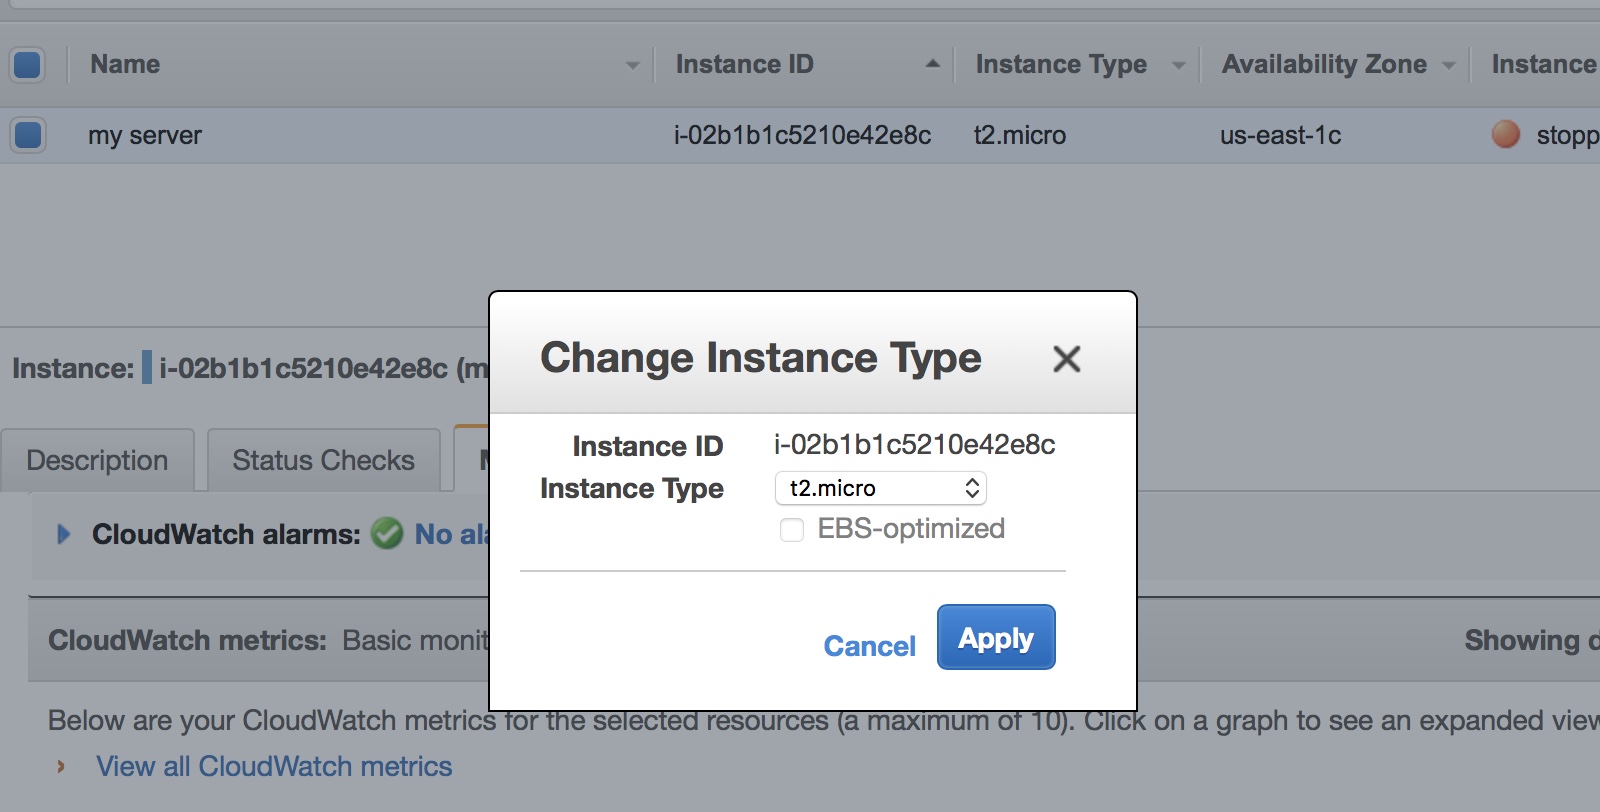 Name Instance ID Instance Type Availability Zone Instance
my server i-02b1b1c5210e42e8c t2.micro us-east-1c stopp
Instance: i-02b1b1c5210e42e8c (m
Change Instance Type
Instance ID i-02b1b1c5210e42e8c
Instance Type t2.micro
EBS-optimized
Cancel Apply
Description Status Checks
CloudWatch alarms: No ala
CloudWatch metrics: Basic monit Showing d
Below are your CloudWatch metrics for the selected resources (a maximum of 10). Click on a graph to see an expanded view
View all CloudWatch metrics